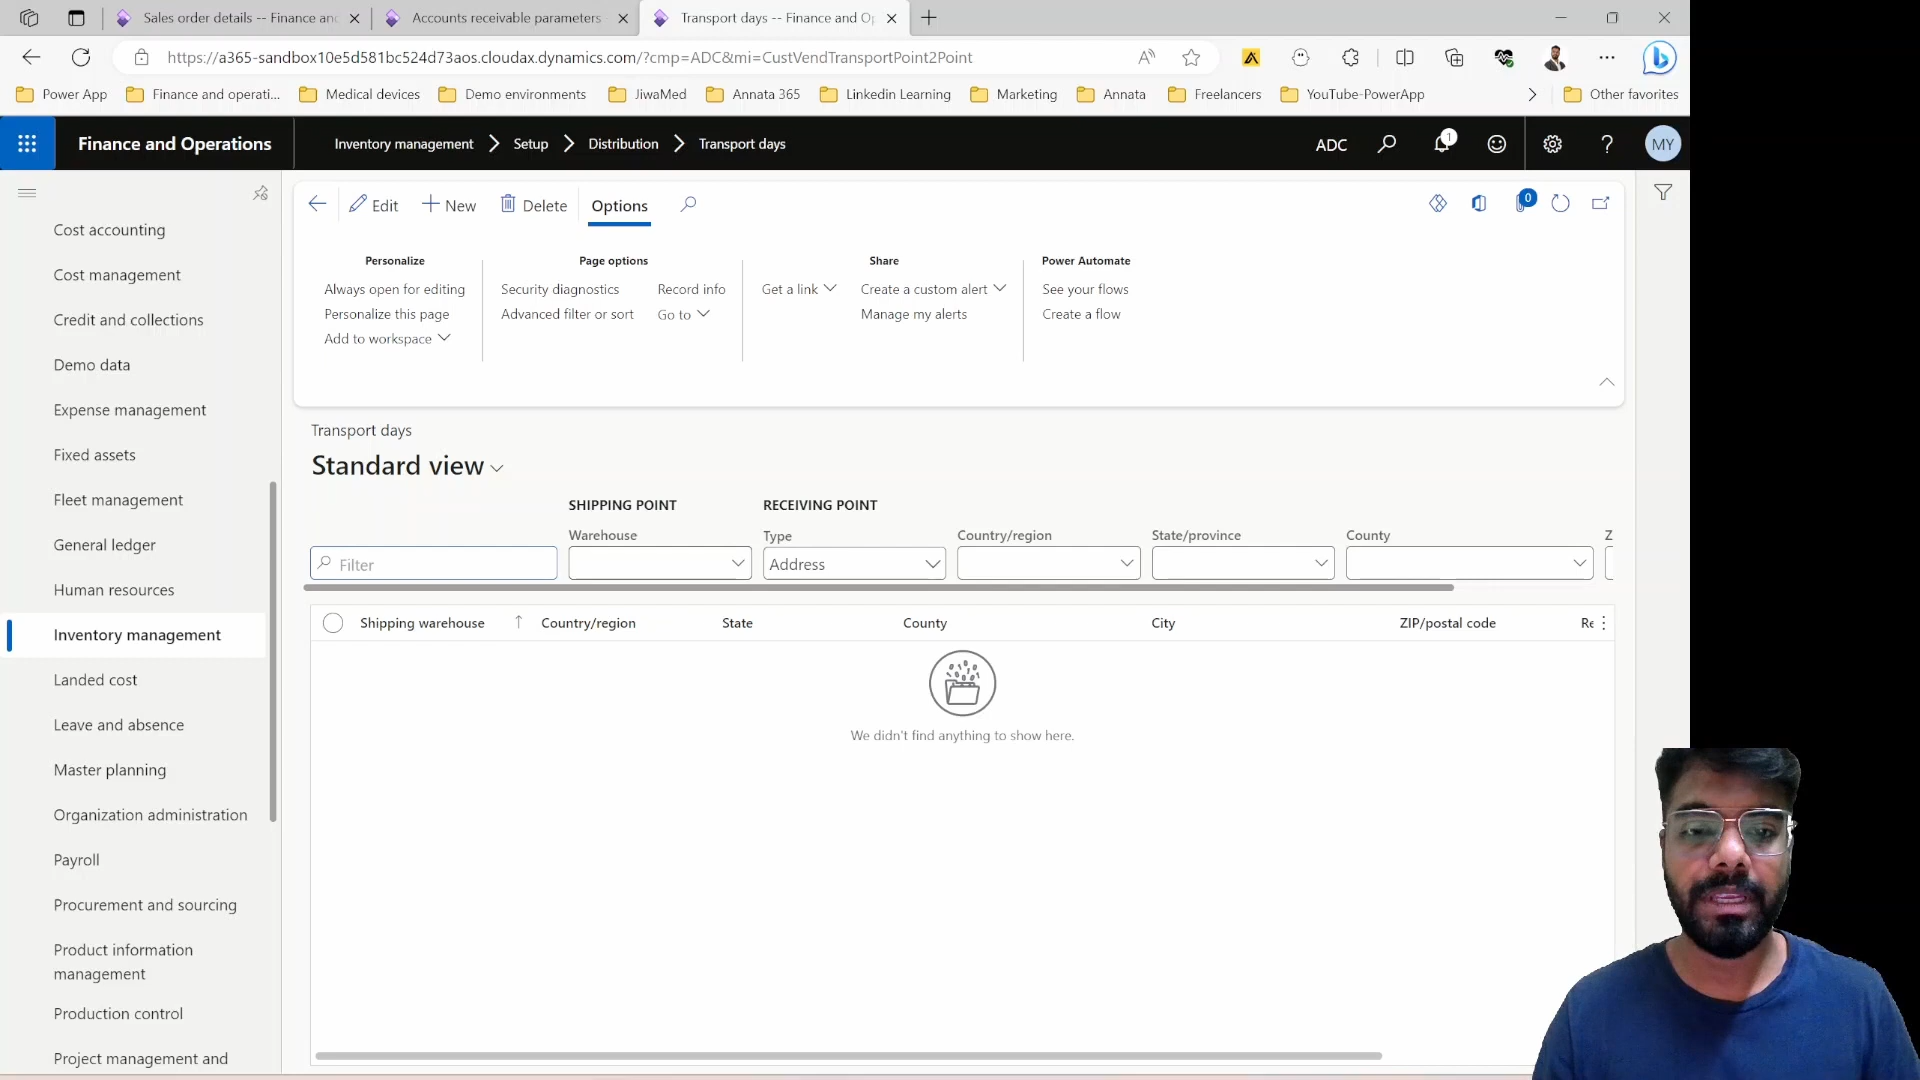 Sales order details -- Finance and
Accounts receivable parameters
Transport days -- Finance and Op
https://a365-sandbox10e5d581bc524d73aos.cloudax.dynamics.com/?cmp=ADC&mi=CustVendTransportPoint2Point
Power App
Finance and operati...
Medical devices
Demo environments
JiwaMed
Annata 365
Linkedin Learning
Marketing
Annata
Freelancers
YouTube-PowerApp
Other favorites
Finance and Operations
Inventory management
Setup
Distribution
Transport days
ADC
1
?
MY
Edit
New
Delete
Options
0
Personalize
Always open for editing
Personalize this page
Add to workspace
Page options
Security diagnostics
Advanced filter or sort
Record info
Go to
Share
Get a link
Create a custom alert
Manage my alerts
Power Automate
See your flows
Create a flow
Cost accounting
Cost management
Credit and collections
Demo data
Expense management
Fixed assets
Fleet management
General ledger
Human resources
Inventory management
Landed cost
Leave and absence
Master planning
Organization administration
Payroll
Procurement and sourcing
Product information
management
Production control
Project management and
Transport days
Standard view
SHIPPING POINT
RECEIVING POINT
Warehouse
Type
Country/region
State/province
County
Z
Filter
Address
Shipping warehouse
Country/region
State
County
City
ZIP/postal code
Re
We didn't find anything to show here.